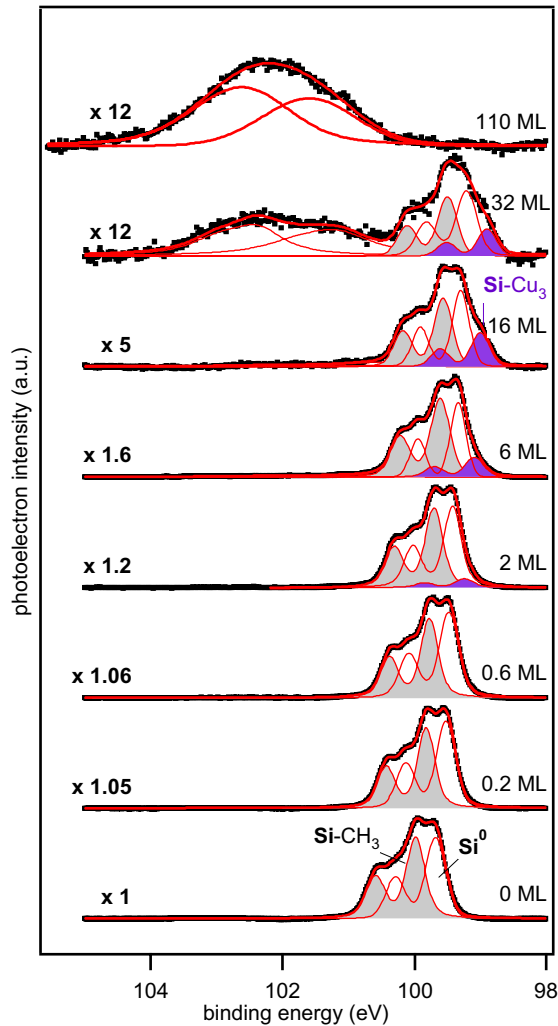 x 12
110 ML
x 12
32 ML
Si-Cu3
x 5
16 ML
x 1.6
6 ML
x 1.2
2 ML
x 1.06
0.6 ML
x 1.05
0.2 ML
Si-CH3
Si0
x 1
0 ML
photoelectron intensity (a.u.)
104
102
100
98
binding energy (eV)